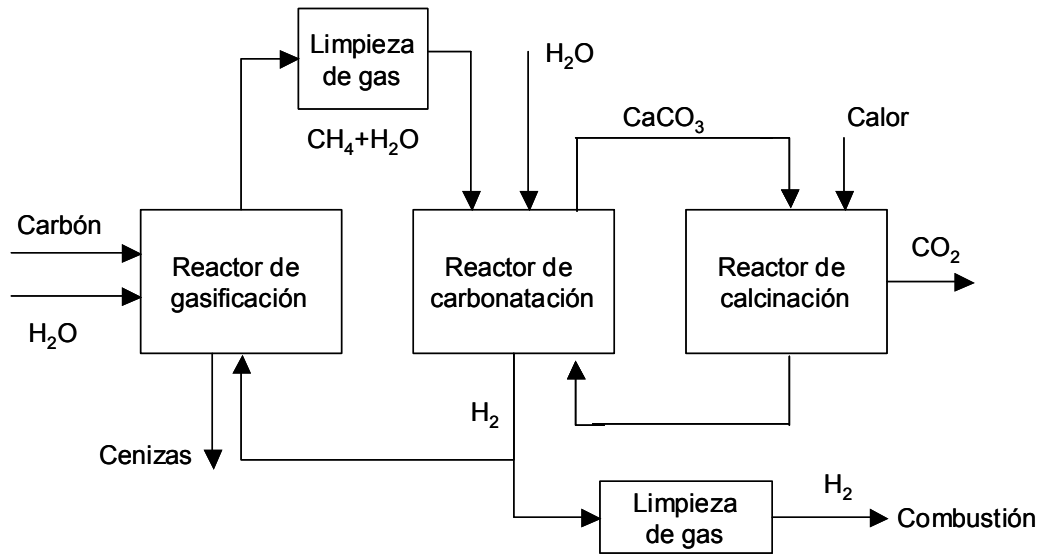 Limpieza
de gas
H₂O
CH₄+H₂O
CaCO₃
Calor
Carbón
Reactor de
gasificación
Reactor de
carbonatación
Reactor de
calcinación
CO₂
H₂O
H₂
Cenizas
Limpieza
de gas
H₂
Combustión